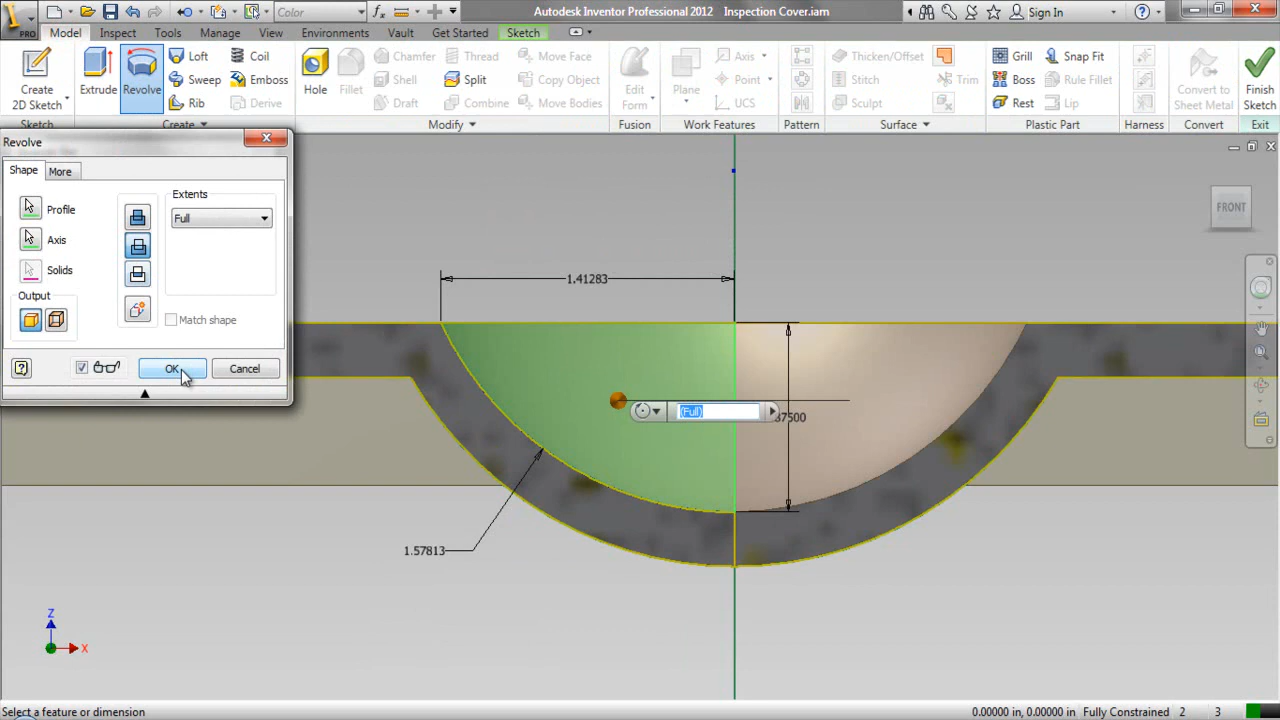 PRO
Color
Autodesk Inventor Professional 2012 Inspection Cover.iam
Sign In
Model Inspect Tools Manage View Environments Vault Get Started Sketch
Create 2D Sketch
Extrude
Revolve
Loft
Sweep
Rib
Coil
Emboss
Derive
Hole
Fillet
Chamfer
Shell
Draft
Thread
Split
Combine
Move Face
Copy Object
Move Bodies
Edit Form
Plane
Axis
Point
UCS
Thicken/Offset
Stitch
Trim
Sculpt
Grill
Boss
Rest
Snap Fit
Rule Fillet
Lip
Convert to Sheet Metal
Finish Sketch
Sketch Create Modify Fusion Work Features Pattern Surface Plastic Part Harness Convert Exit
Revolve
Shape More
Profile
Axis
Solids
Output
Extents
Full
Match shape
OK Cancel
FRONT
1.41283
(Full)
37500
1.57813
Z
X
Select a feature or dimension
0.00000 in, 0.00000 in Fully Constrained 2 3